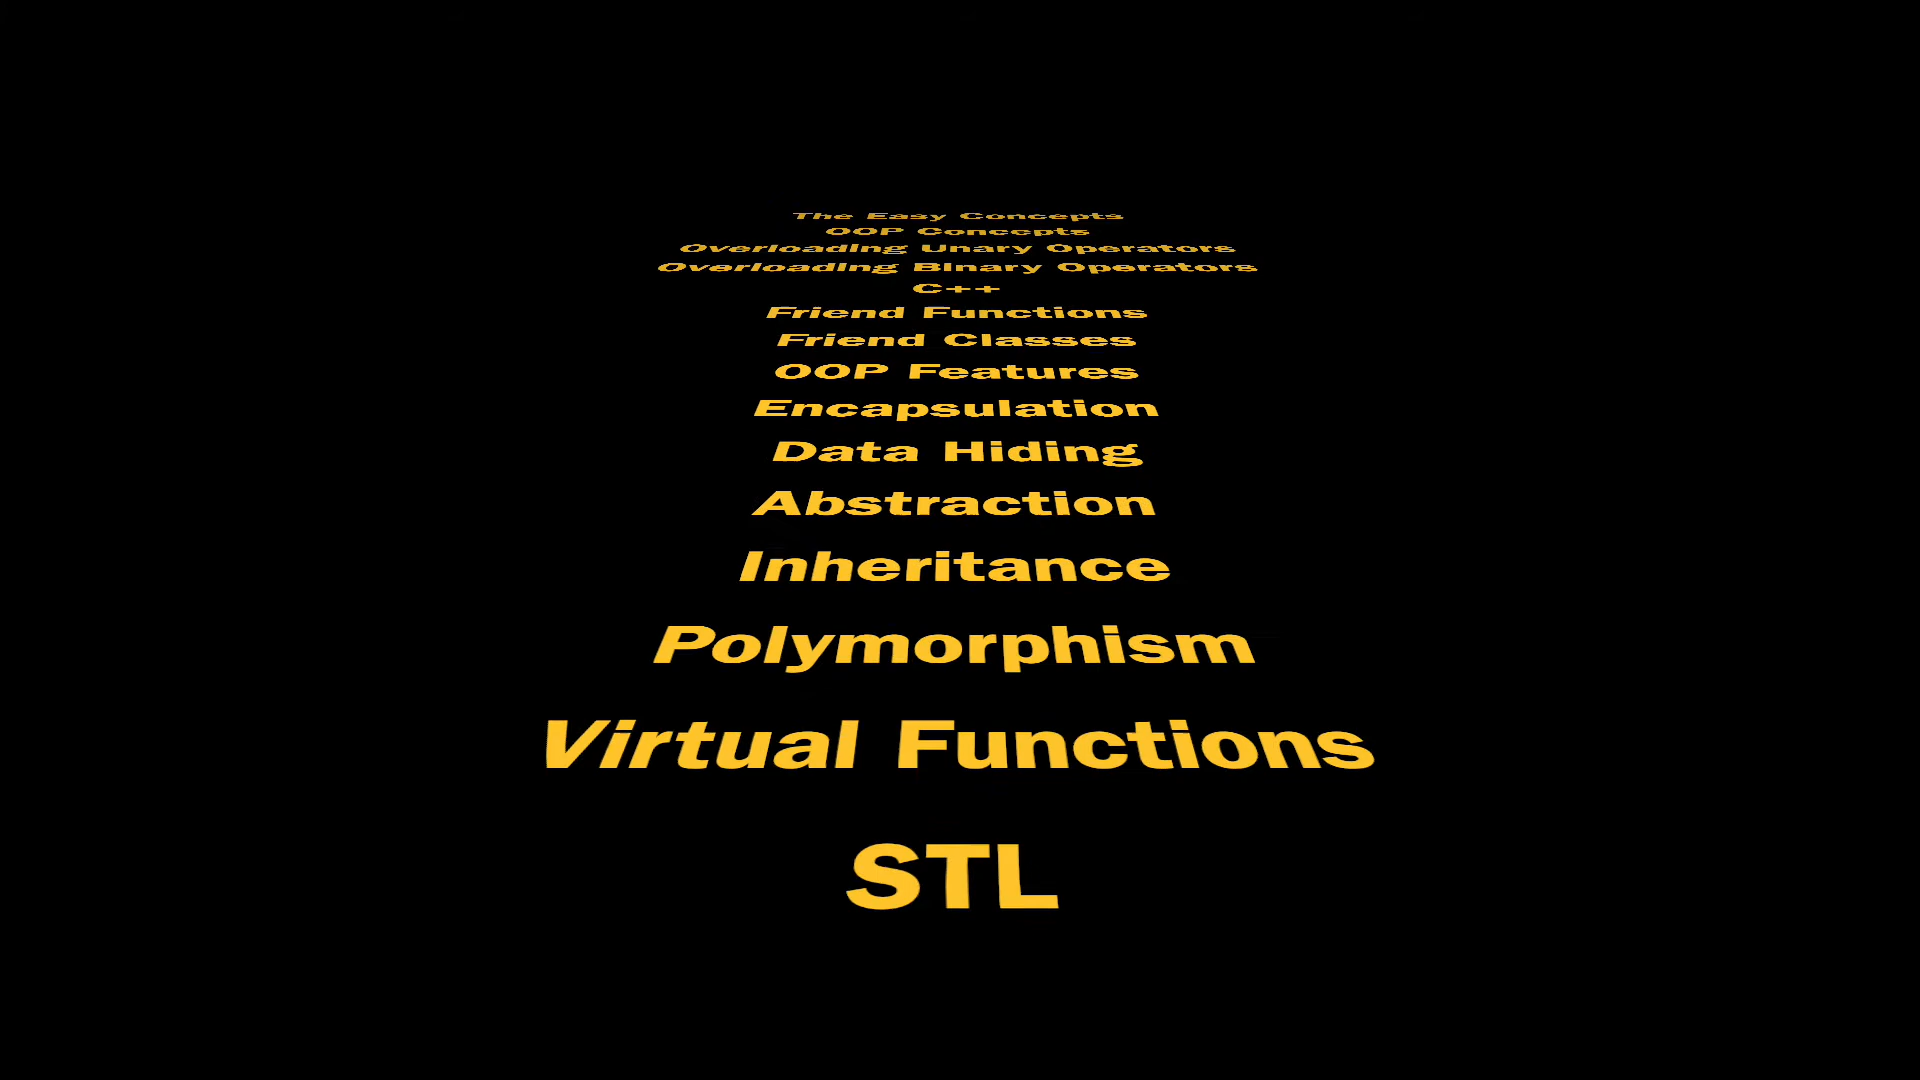 The Easy Concepts
OOP Concepts
Overloading Unary Operators
Overloading Binary Operators
C++
Friend Functions
Friend Classes
OOP Features
Encapsulation
Data Hiding
Abstraction
Inheritance
Polymorphism
Virtual Functions
STL